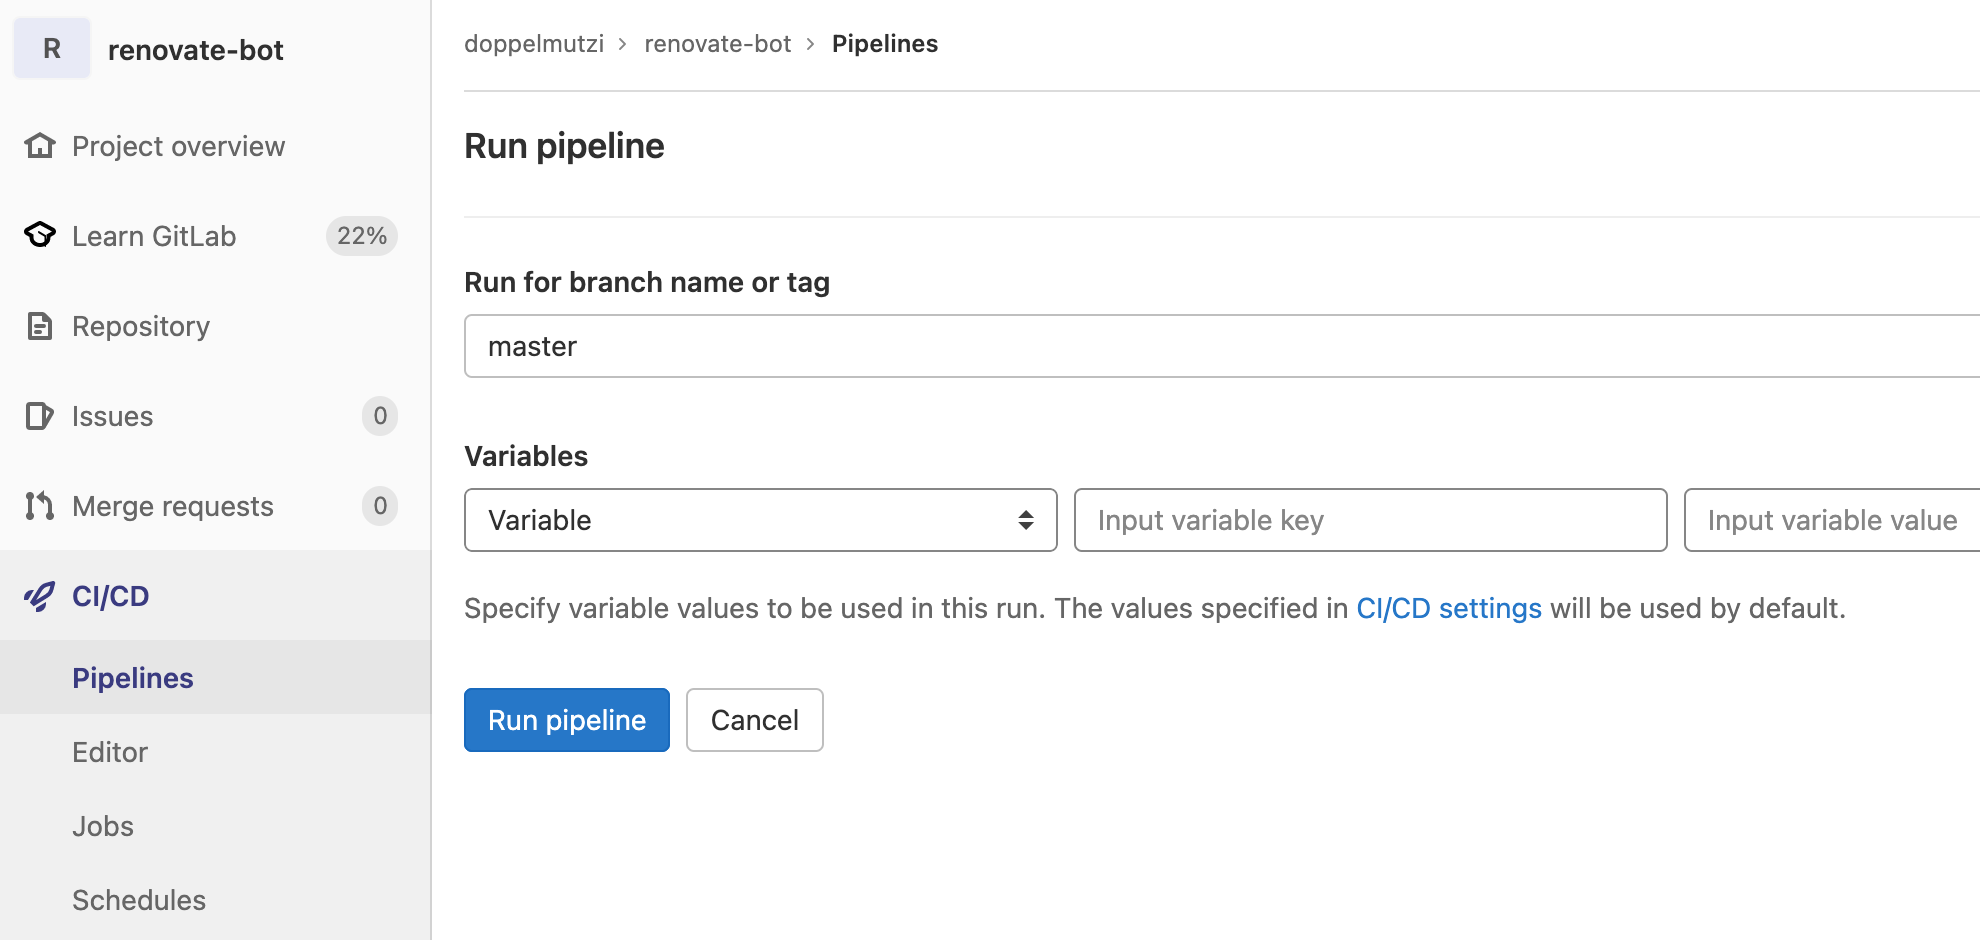 R renovate-bot
Project overview
Learn GitLab 22%
Repository
Issues 0
Merge requests 0
CI/CD
Pipelines
Editor
Jobs
Schedules
doppelmutzi > renovate-bot > Pipelines
Run pipeline
Run for branch name or tag
master
Variables
Variable Input variable key Input variable value
Specify variable values to be used in this run. The values specified in CI/CD settings will be used by default.
Run pipeline Cancel